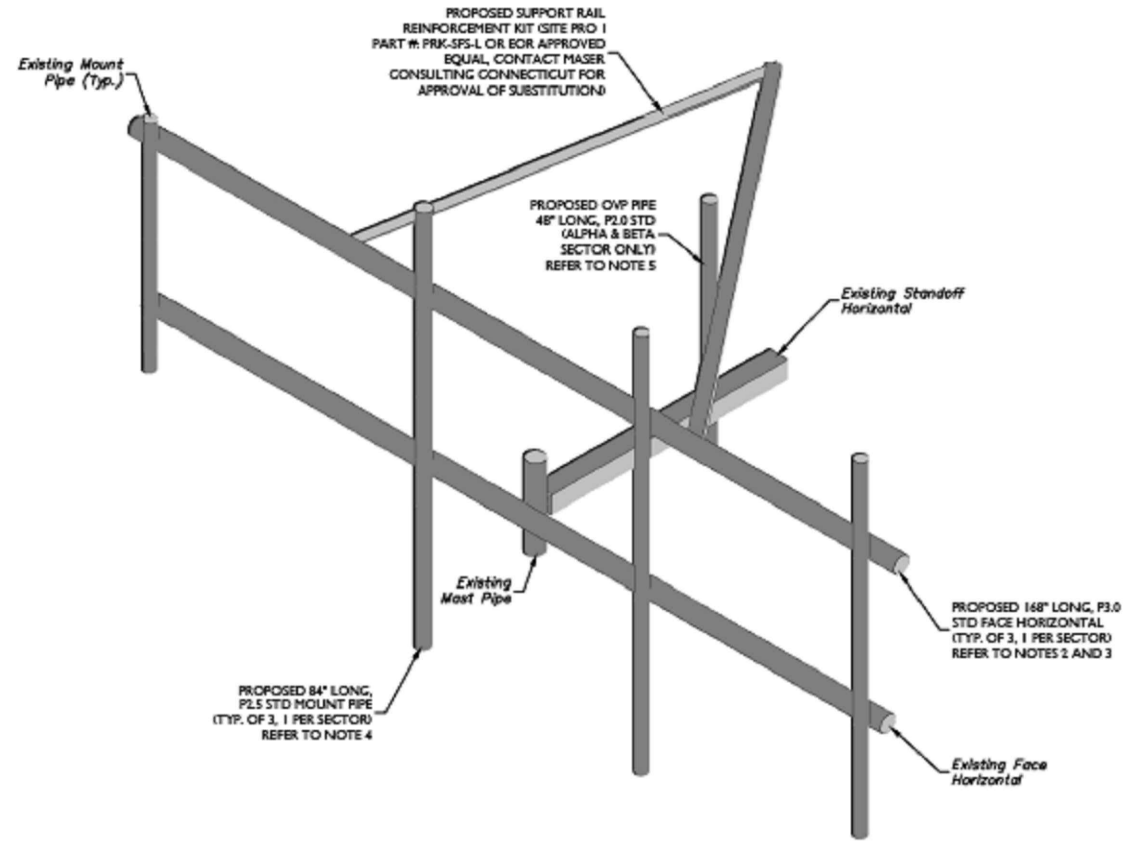 PROPOSED SUPPORT RAIL
REINFORCEMENT KIT (SITE PRO 1
PART #: PRK-SFS-L OR EOR APPROVED
EQUAL, CONTACT MASER
CONSULTING CONNECTICUT FOR
APPROVAL OF SUBSTITUTION)
Existing Mount
Pipe (Typ.)
PROPOSED OVP PIPE
48" LONG, P2.0 STD
(ALPHA & BETA
SECTOR ONLY)
REFER TO NOTE 5
Existing Standoff
Horizontal
Existing
Mast Pipe
PROPOSED 168" LONG, P3.0
STD FACE HORIZONTAL
(TYP. OF 3, 1 PER SECTOR)
REFER TO NOTES 2 AND 3
PROPOSED 84" LONG,
P2.5 STD MOUNT PIPE
(TYP. OF 3, 1 PER SECTOR)
REFER TO NOTE 4
Existing Face
Horizontal